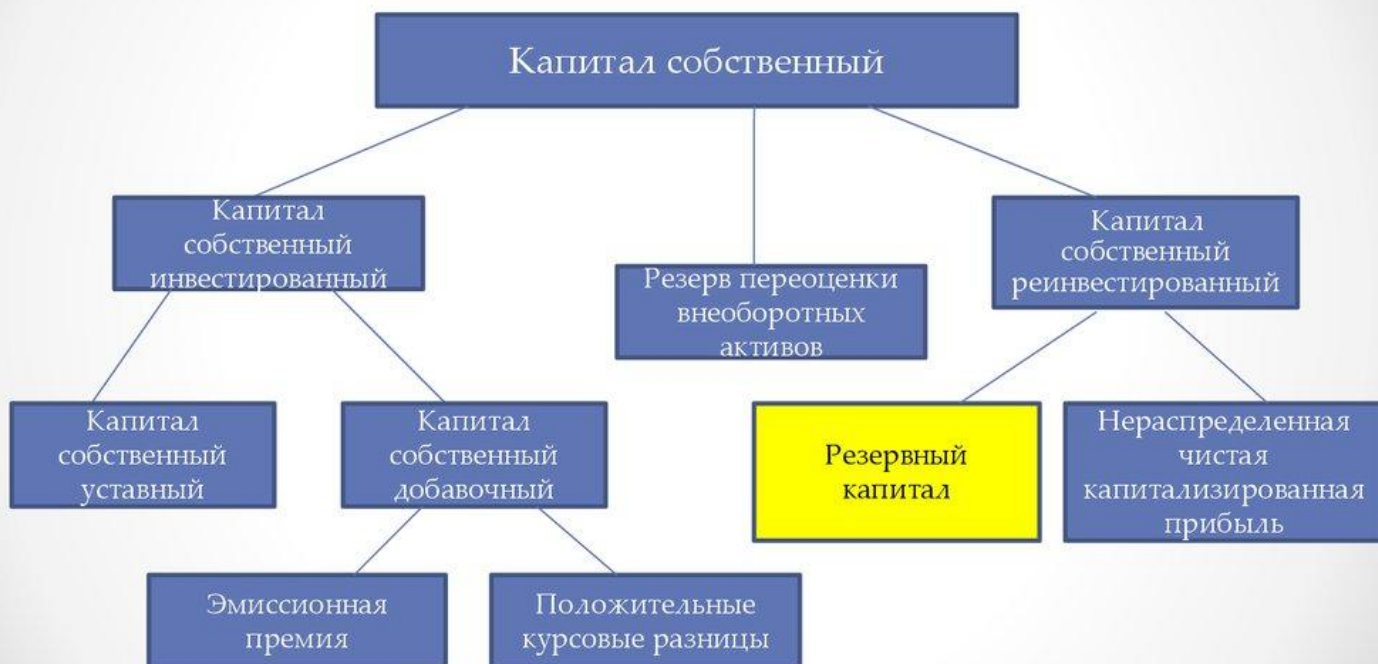 Капитал собственный
Капитал
собственный
инвестированный
Резерв переоценки
внеоборотных
активов
Капитал
собственный
реинвестированный
Капитал
собственный
уставный
Капитал
собственный
добавочный
Резервный
капитал
Нераспределенная
чистая
капитализированная
прибыль
Эмиссионная
премия
Положительные
курсовые разницы